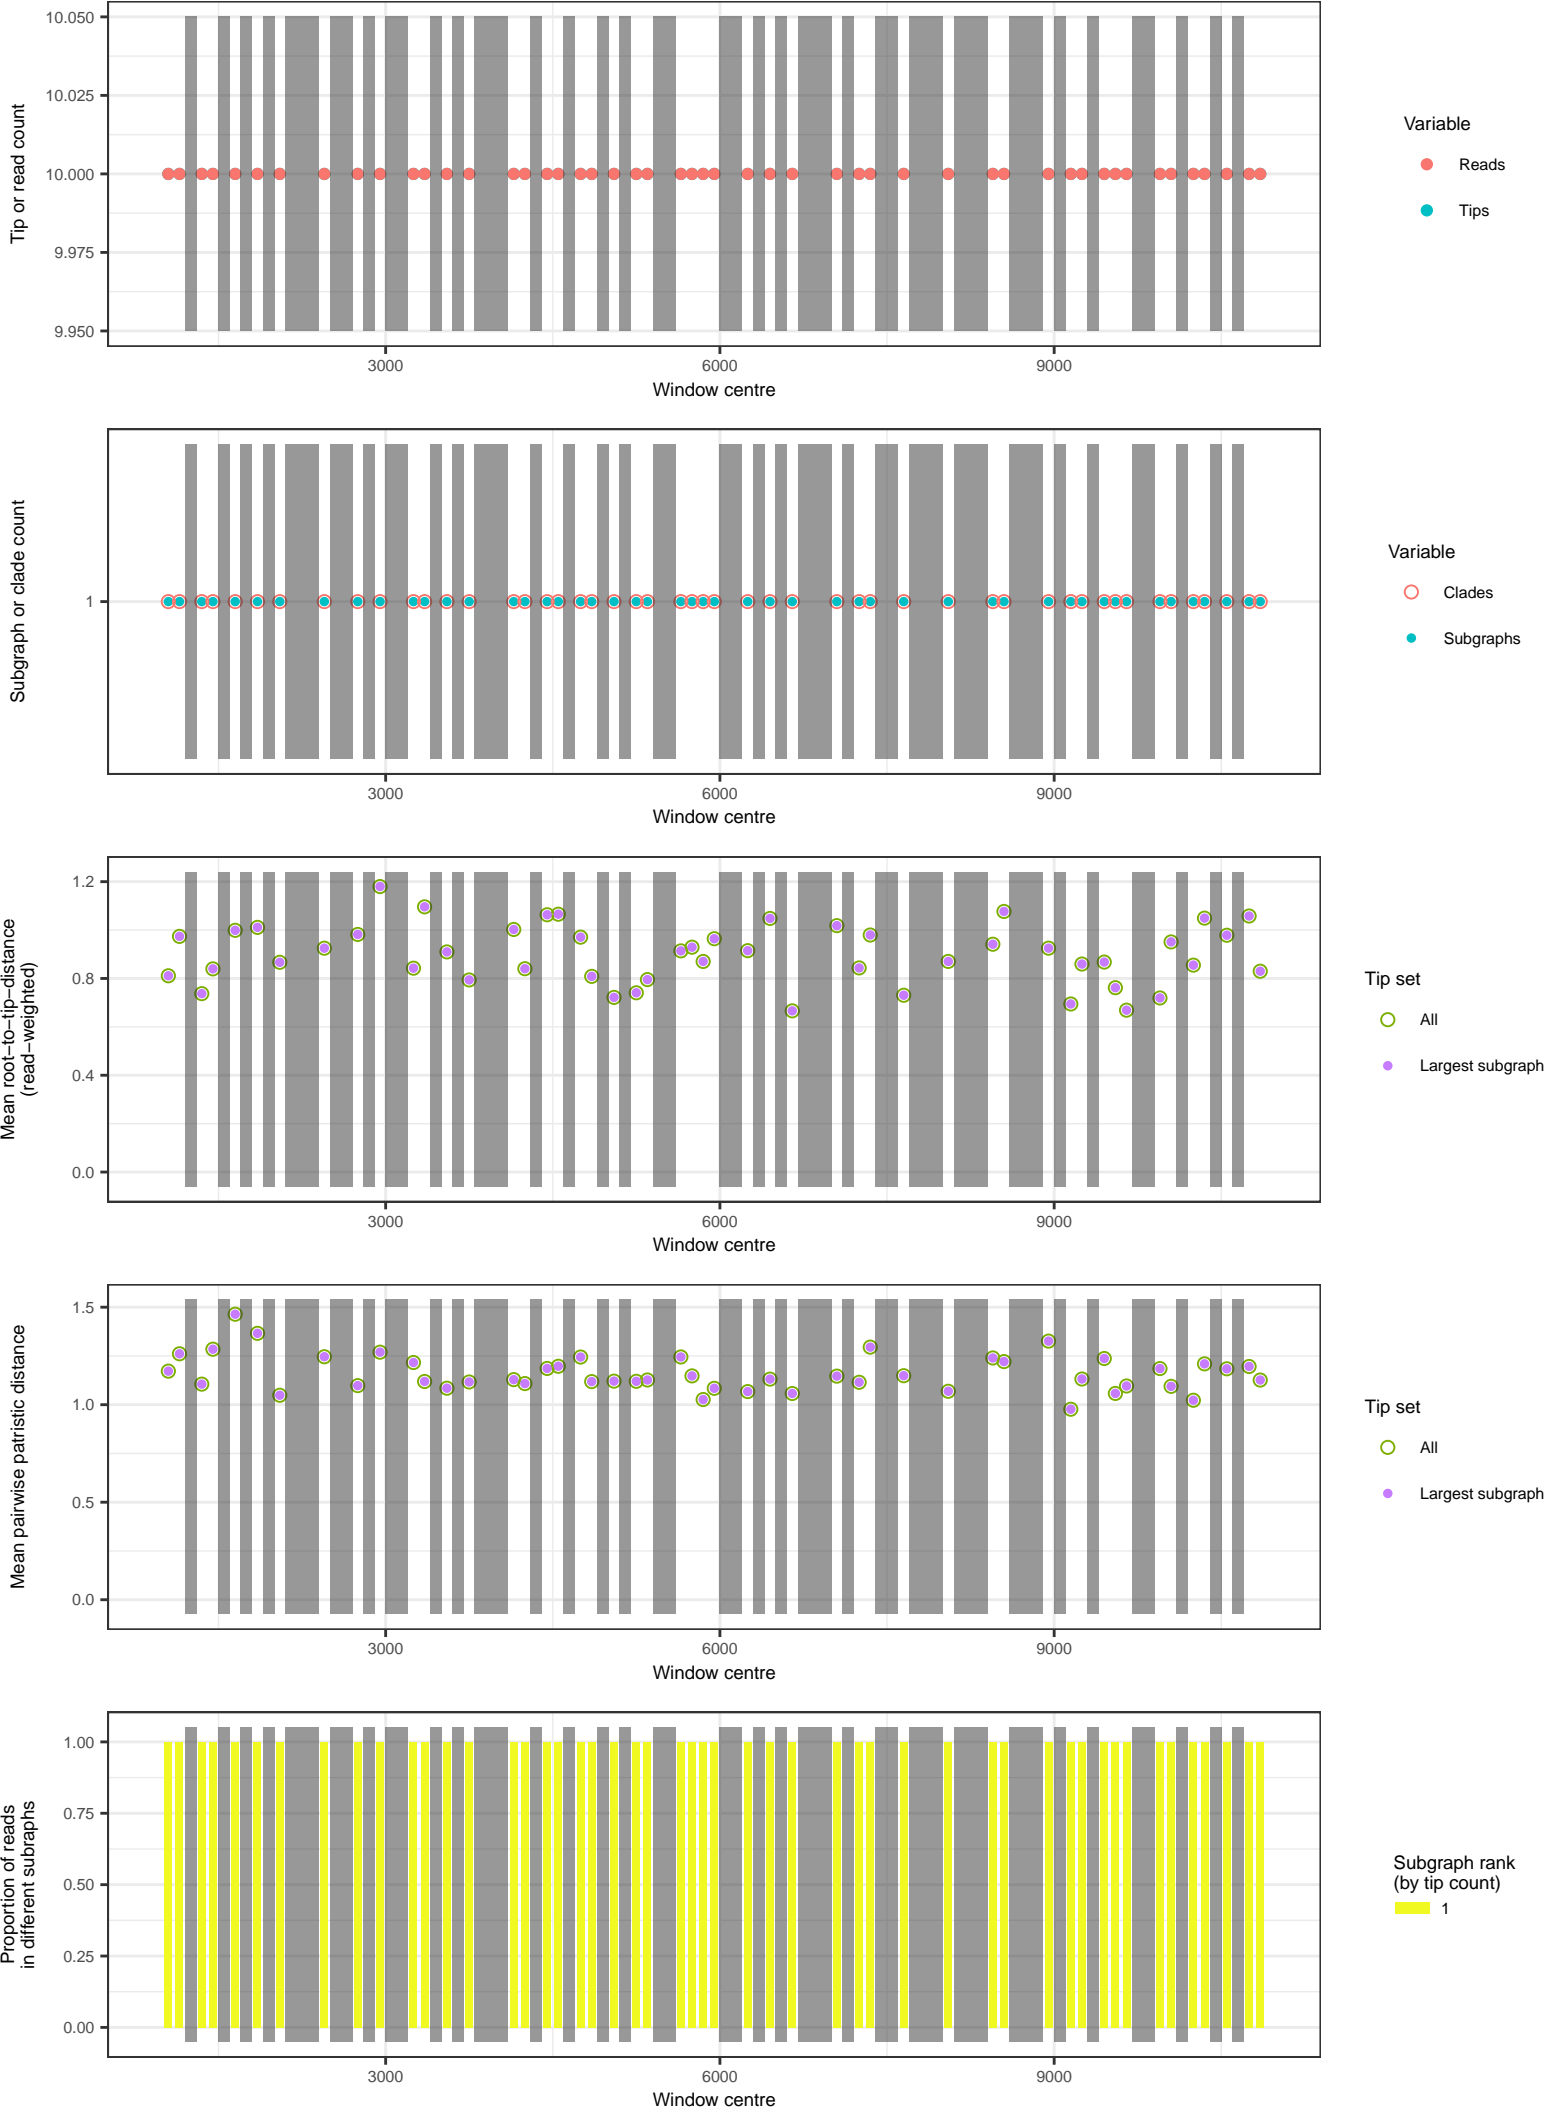 10.050
10.025
10.000
9.975
9.950
Tip or read count
3000
6000
9000
Window centre
Variable
Reads
Tips
1
Subgraph or clade count
3000
6000
9000
Window centre
Variable
Clades
Subgraphs
1.2
0.8
0.4
0.0
Mean root−to−tip−distance
(read−weighted)
3000
6000
9000
Window centre
Tip set
All
Largest subgraph
1.5
1.0
0.5
0.0
Mean pairwise patristic distance
3000
6000
9000
Window centre
Tip set
All
Largest subgraph
1.00
0.75
0.50
0.25
0.00
Proportion of reads
in different subraphs
3000
6000
9000
Window centre
Subgraph rank
(by tip count)
1